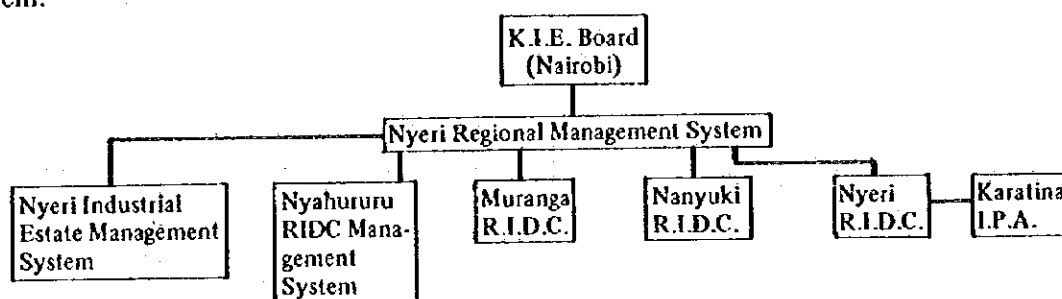 K.I.E. Board
(Nairobi)
Nyeri Regional Management System
Nyeri Industrial
Estate Management
System
Nyahururu
RIDC Mana-
gement
System
Muranga
R.I.D.C.
Nanyuki
R.I.D.C.
Nyeri
R.I.D.C.
Karatina
I.P.A.